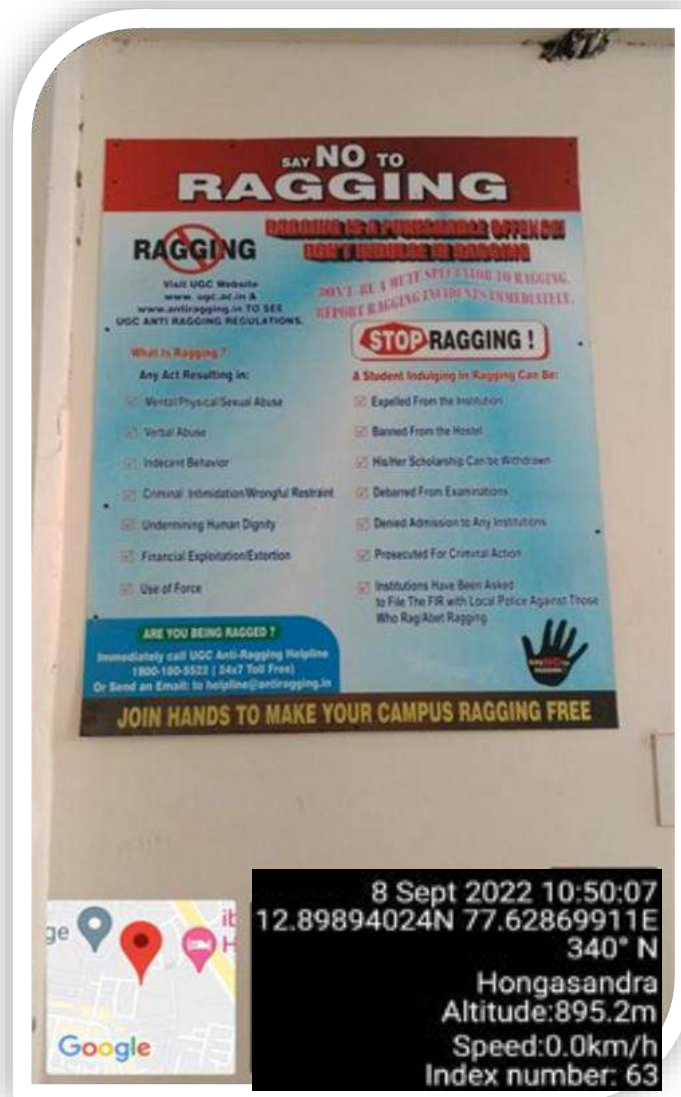 SAY NO TO
RAGGING
RAGGING
Visit UGC Website
www. ugc.ac.in &
www.antiragging.in TO SEE
UGC ANTI RAGGING REGULATIONS.
RAGGING IS A PUNISHABLE OFFENCE!
DON'T INDULGE IN RAGGING
DON'T BE A MUTE SPECTATOR TO RAGGING.
REPORT RAGGING INCIDENTS IMMEDIATELY.
STOP RAGGING !
What Is Ragging ?
Any Act Resulting in:
Mental/Physical/Sexual Abuse
Verbal Abuse
Indecent Behavior
Criminal Intimidation/Wrongful Restraint
Undermining Human Dignity
Financial Exploitation/Extortion
Use of Force
A Student Indulging In Ragging Can Be:
Expelled From the Institution
Banned From the Hostel
His/Her Scholarship Can be Withdrawn
Debarred From Examinations
Denied Admission to Any Institutions
Prosecuted For Criminal Action
Institutions Have Been Asked
to File The FIR with Local Police Against Those
Who Rag/Abet Ragging
ARE YOU BEING RAGGED ?
Immediately call UGC Anti-Ragging Helpline
1800-180-5522 ( 24x7 Toll Free)
Or Send an Email: to helpline@antiragging.in
Say NO to
RAGGING
JOIN HANDS TO MAKE YOUR CAMPUS RAGGING FREE
ge
ib
H
Google
8 Sept 2022 10:50:07
12.89894024N 77.62869911E
340° N
Hongasandra
Altitude:895.2m
Speed:0.0km/h
Index number: 63